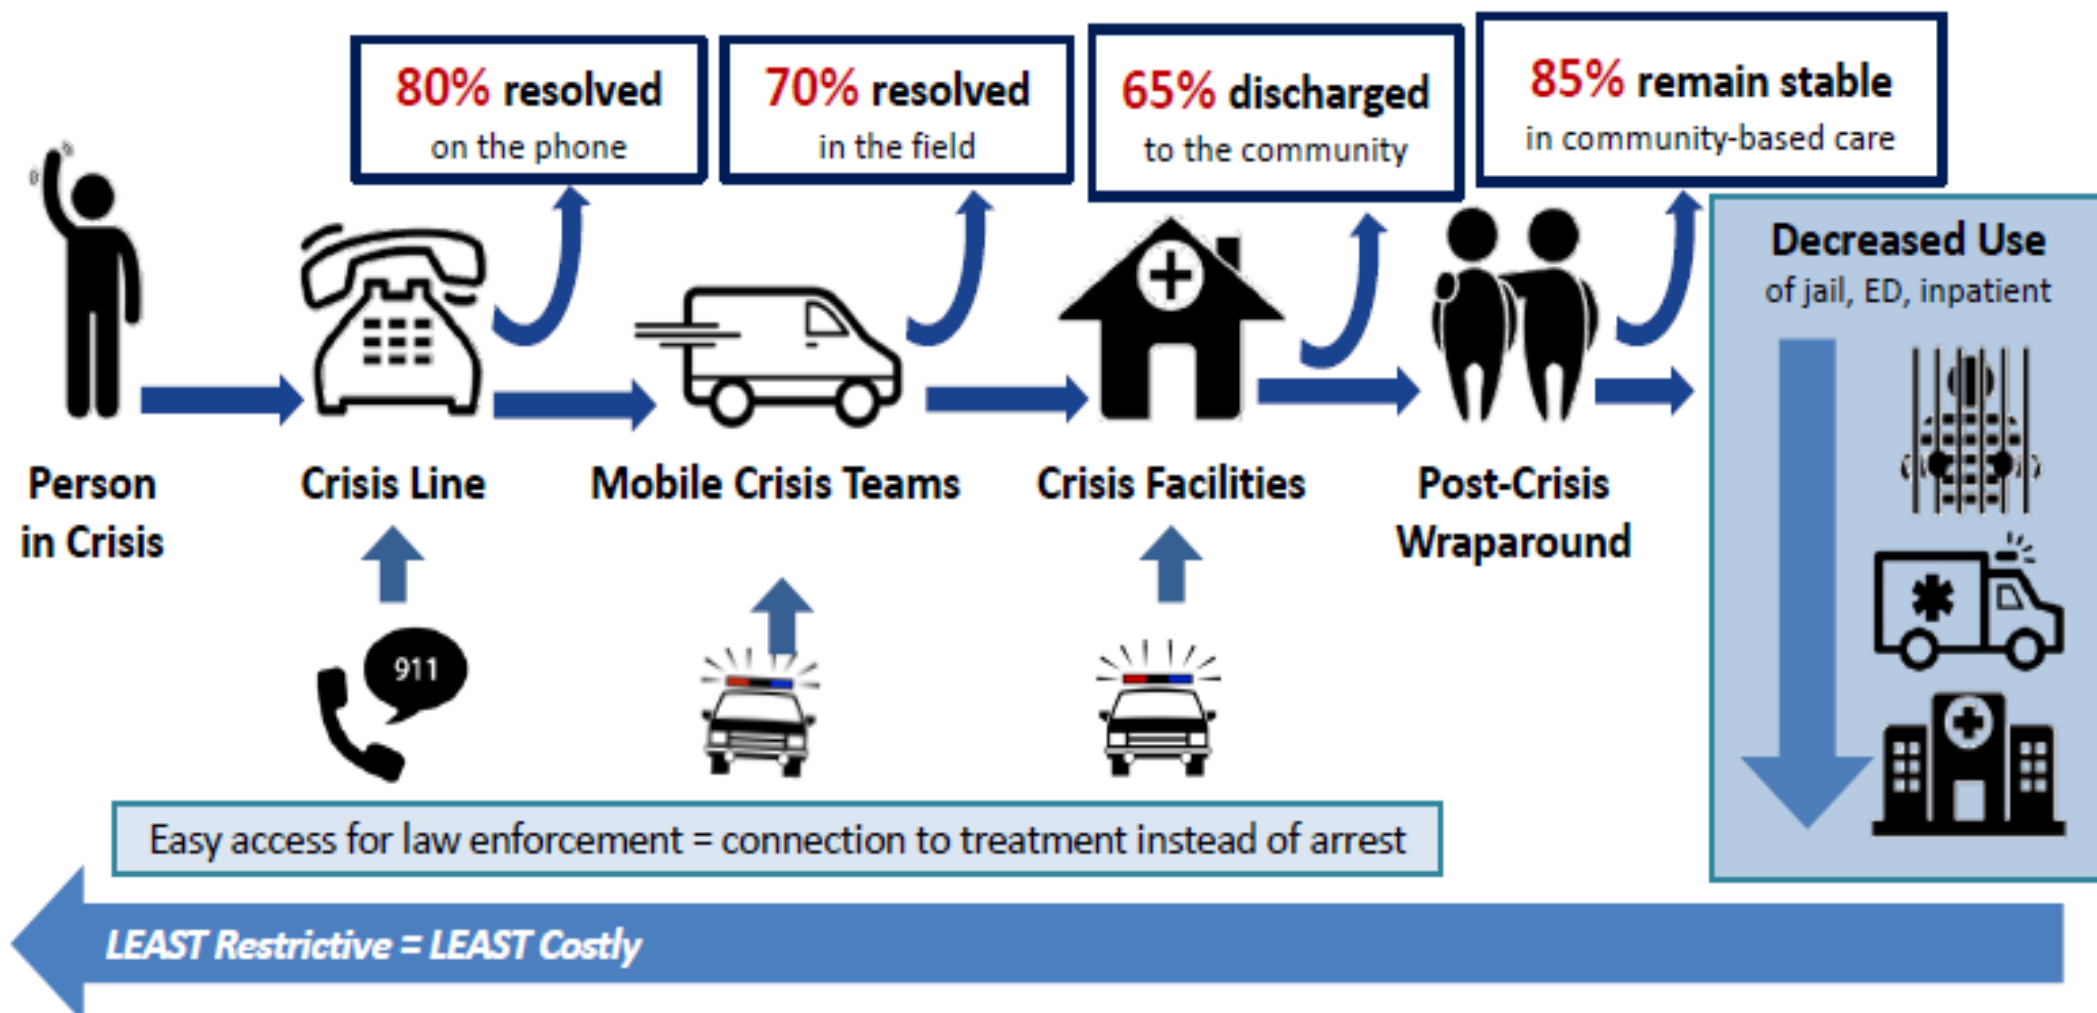 80% resolved
on the phone
70% resolved
in the field
65% discharged
to the community
85% remain stable
in community-based care
Decreased Use
of jail, ED, inpatient
Person
in Crisis
Crisis Line
Mobile Crisis Teams
Crisis Facilities
Post-Crisis
Wraparound
911
Easy access for law enforcement = connection to treatment instead of arrest
LEAST Restrictive = LEAST Costly